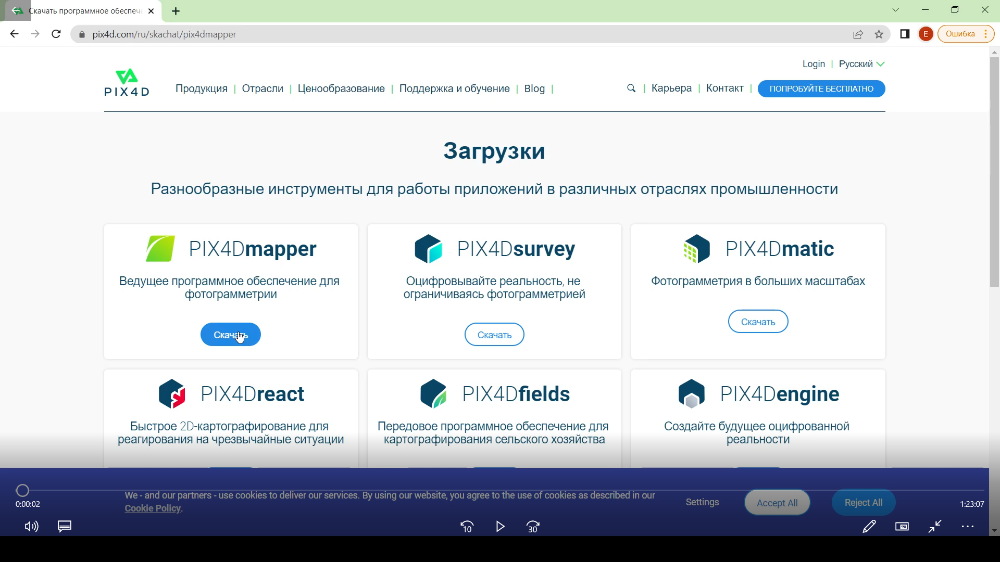 Скачать программное обеспеч
pix4d.com/ru/skachat/pix4dmapper
E
Ошибка
Login | Русский
PIX4D
Продукция | Отрасли | Ценообразование | Поддержка и обучение | Blog |
| Карьера | Контакт | ПОПРОБУЙТЕ БЕСПЛАТНО
Загрузки
Разнообразные инструменты для работы приложений в различных отраслях промышленности
PIX4Dmapper
Ведущее программное обеспечение для
фотограмметрии
Скачать
PIX4Dsurvey
Оцифровывайте реальность, не
ограничиваясь фотограмметрией
Скачать
PIX4Dmatic
Фотограмметрия в больших масштабах
Скачать
PIX4Dreact
Быстрое 2D-картографирование для
реагирования на чрезвычайные ситуации
PIX4Dfields
Передовое программное обеспечение для
картографирования сельского хозяйства
PIX4Dengine
Создайте будущее оцифрованной
реальности
We - and our partners - use cookies to deliver our services. By using our website, you agree to the use of cookies as described in our
Cookie Policy.
Settings
Accept All
Reject All
0:00:02
1:23:07
10
30